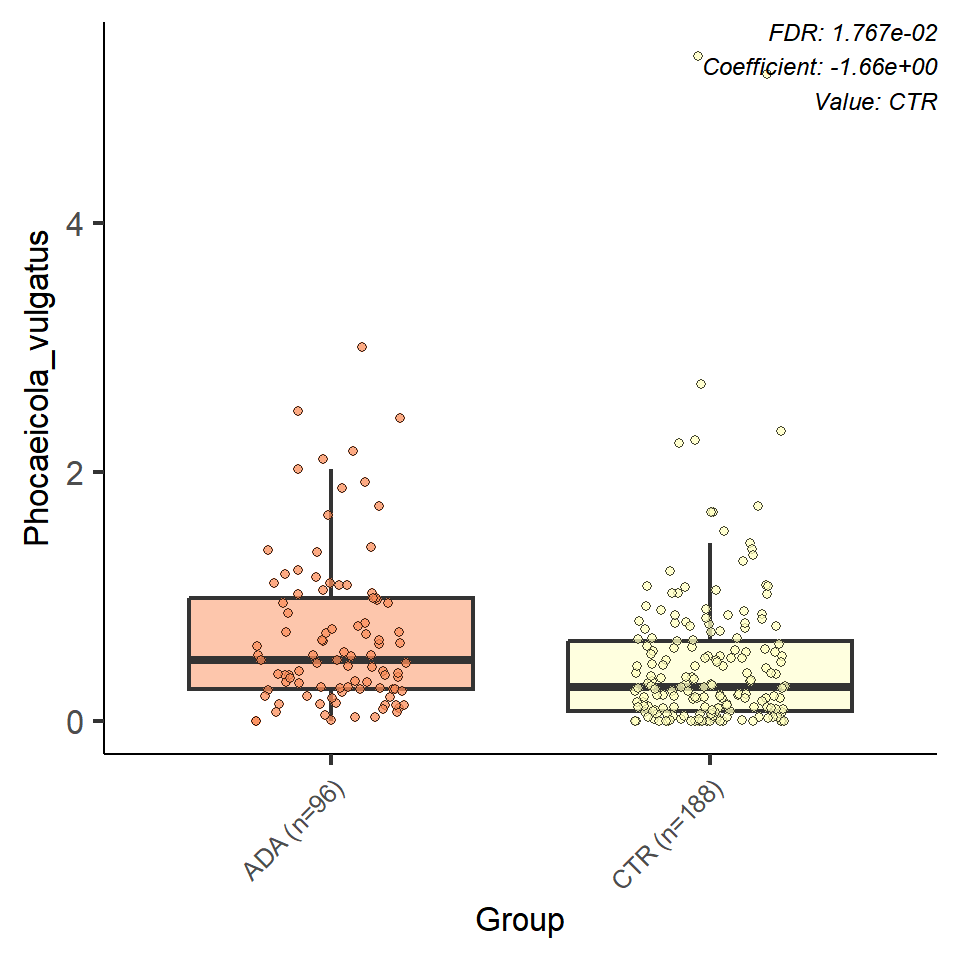 FDR: 1.767e-02
Coefficient: -1.66e+00
Value: CTR
Phocaeicola_vulgatus
4
2
0
ADA (n=96)
CTR (n=188)
Group